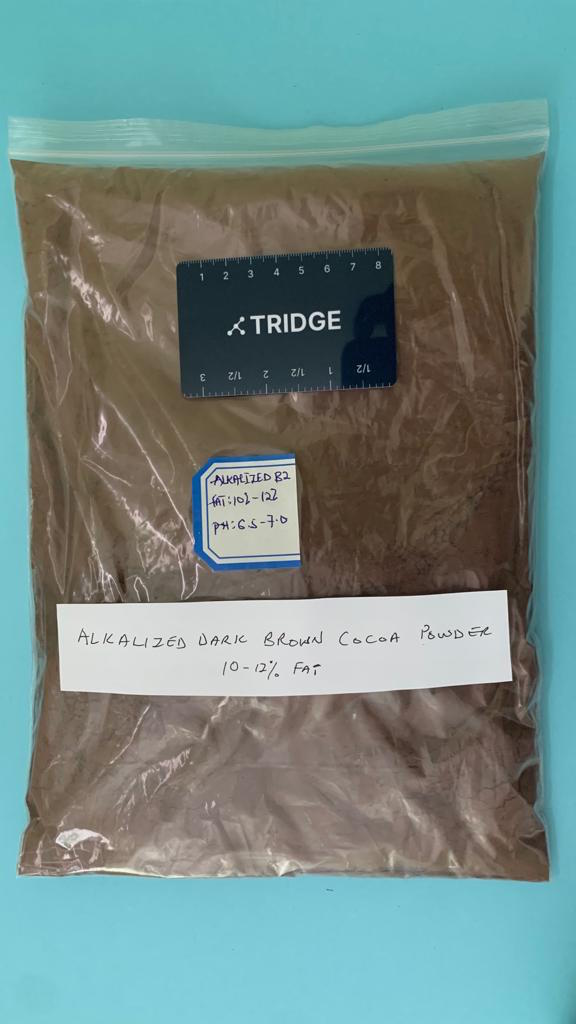 1 2 3 4 5 6 7 8
TRIDGE
3 1/2 2 1/2 1 1/2
ALKALIZED B2
FAT: 10%-12%
PH: 6.5-7.0
ALKALIZED DARK BROWN COCOA POWDER
10-12% FAT